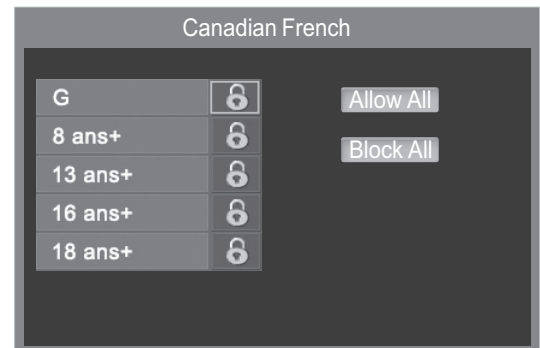 Canadian French
G
8 ans+
13 ans+
16 ans+
18 ans+
Allow All
Block All